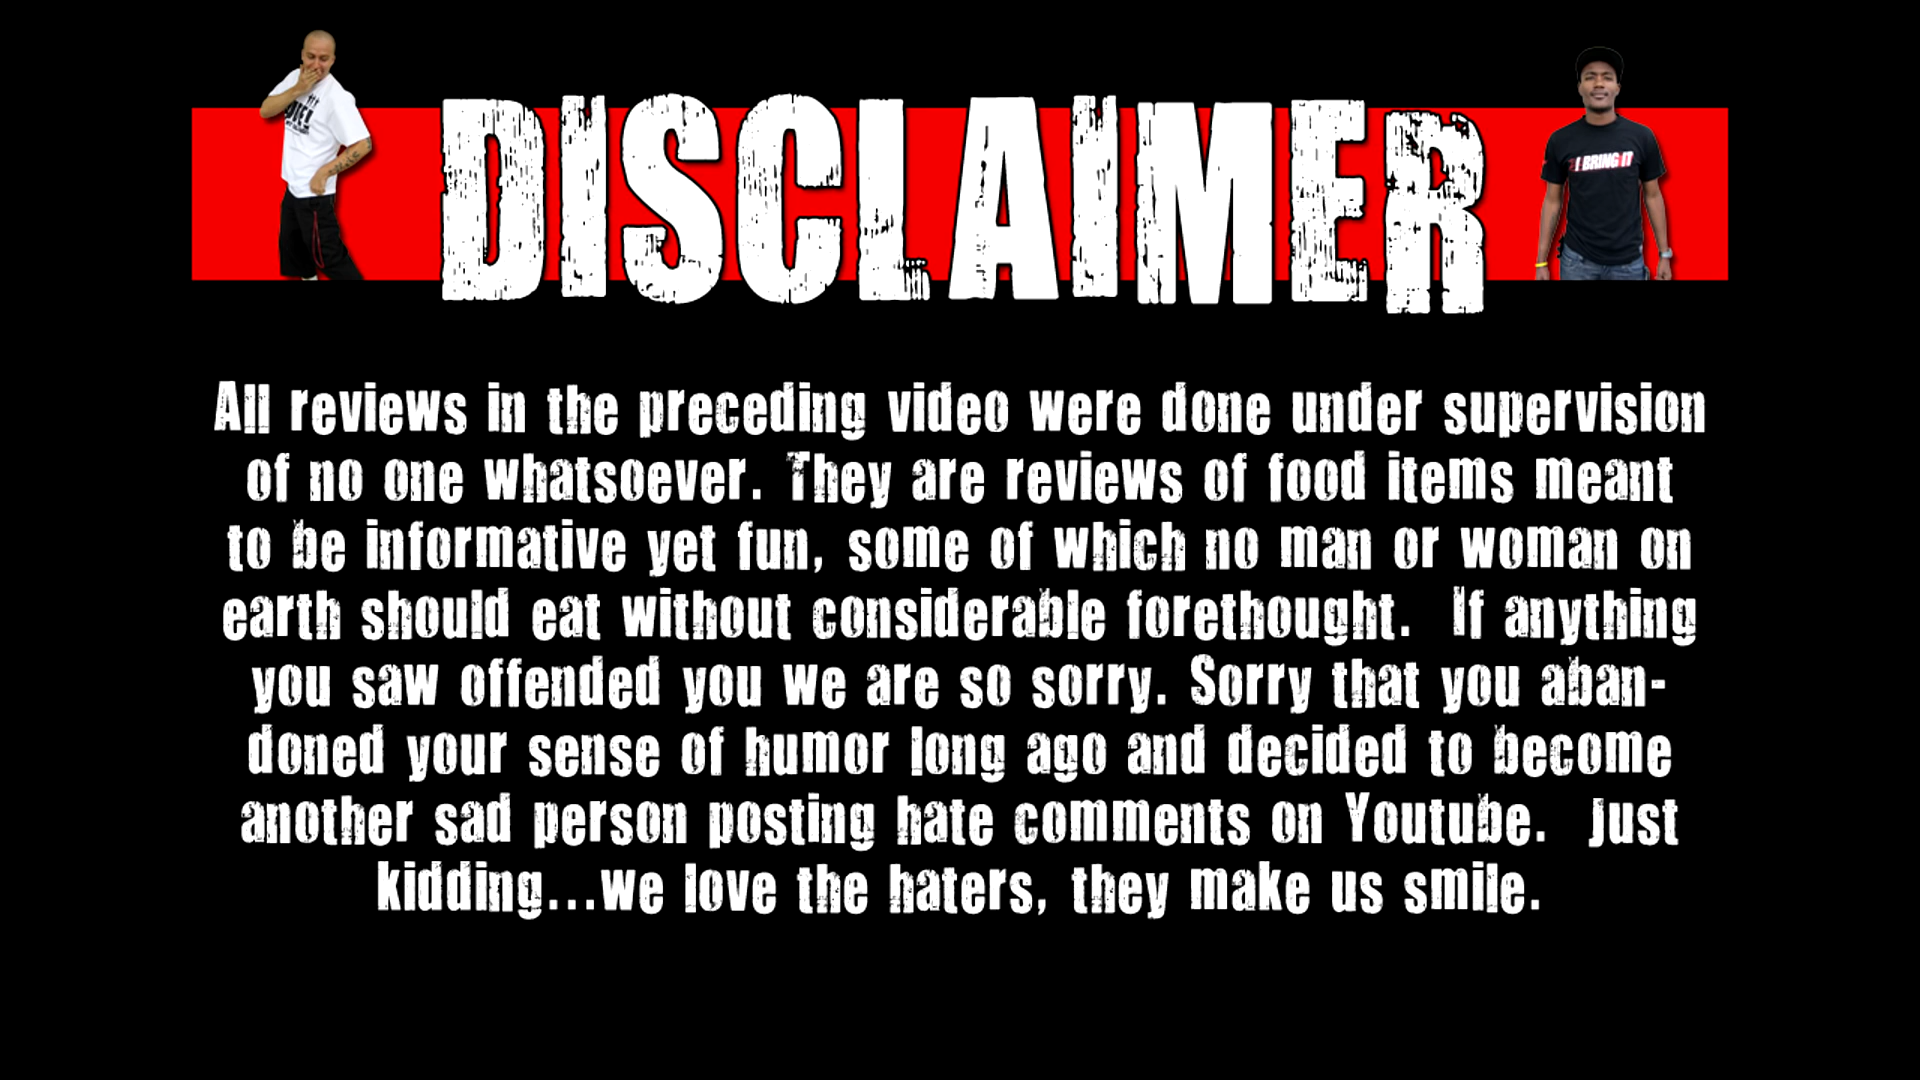 DISCLAIMER
DIE!
I BRING IT
All reviews in the preceding video were done under supervision
of no one whatsoever. They are reviews of food items meant
to be informative yet fun, some of which no man or woman on
earth should eat without considerable forethought.  If anything
you saw offended you we are so sorry. Sorry that you aban-
doned your sense of humor long ago and decided to become
another sad person posting hate comments on Youtube.  Just
kidding...we love the haters, they make us smile.